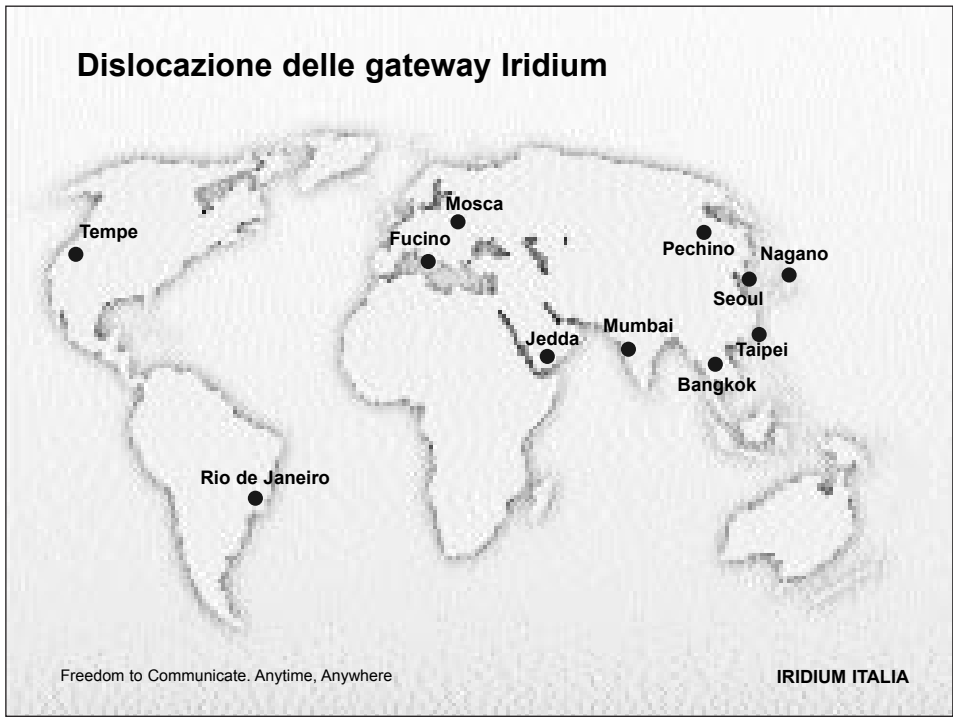 Dislocazione delle gateway Iridium
Mosca
Tempe
Fucino
Pechino
Nagano
Seoul
Mumbai
Jedda
Taipei
Bangkok
Rio de Janeiro
Freedom to Communicate. Anytime, Anywhere
IRIDIUM ITALIA